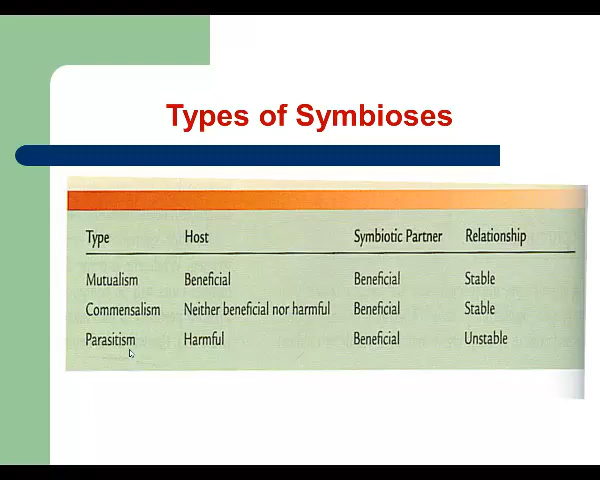 Types of Symbioses
Type Host Symbiotic Partner Relationship
Mutualism Beneficial Beneficial Stable
Commensalism Neither beneficial nor harmful Beneficial Stable
Parasitism Harmful Beneficial Unstable